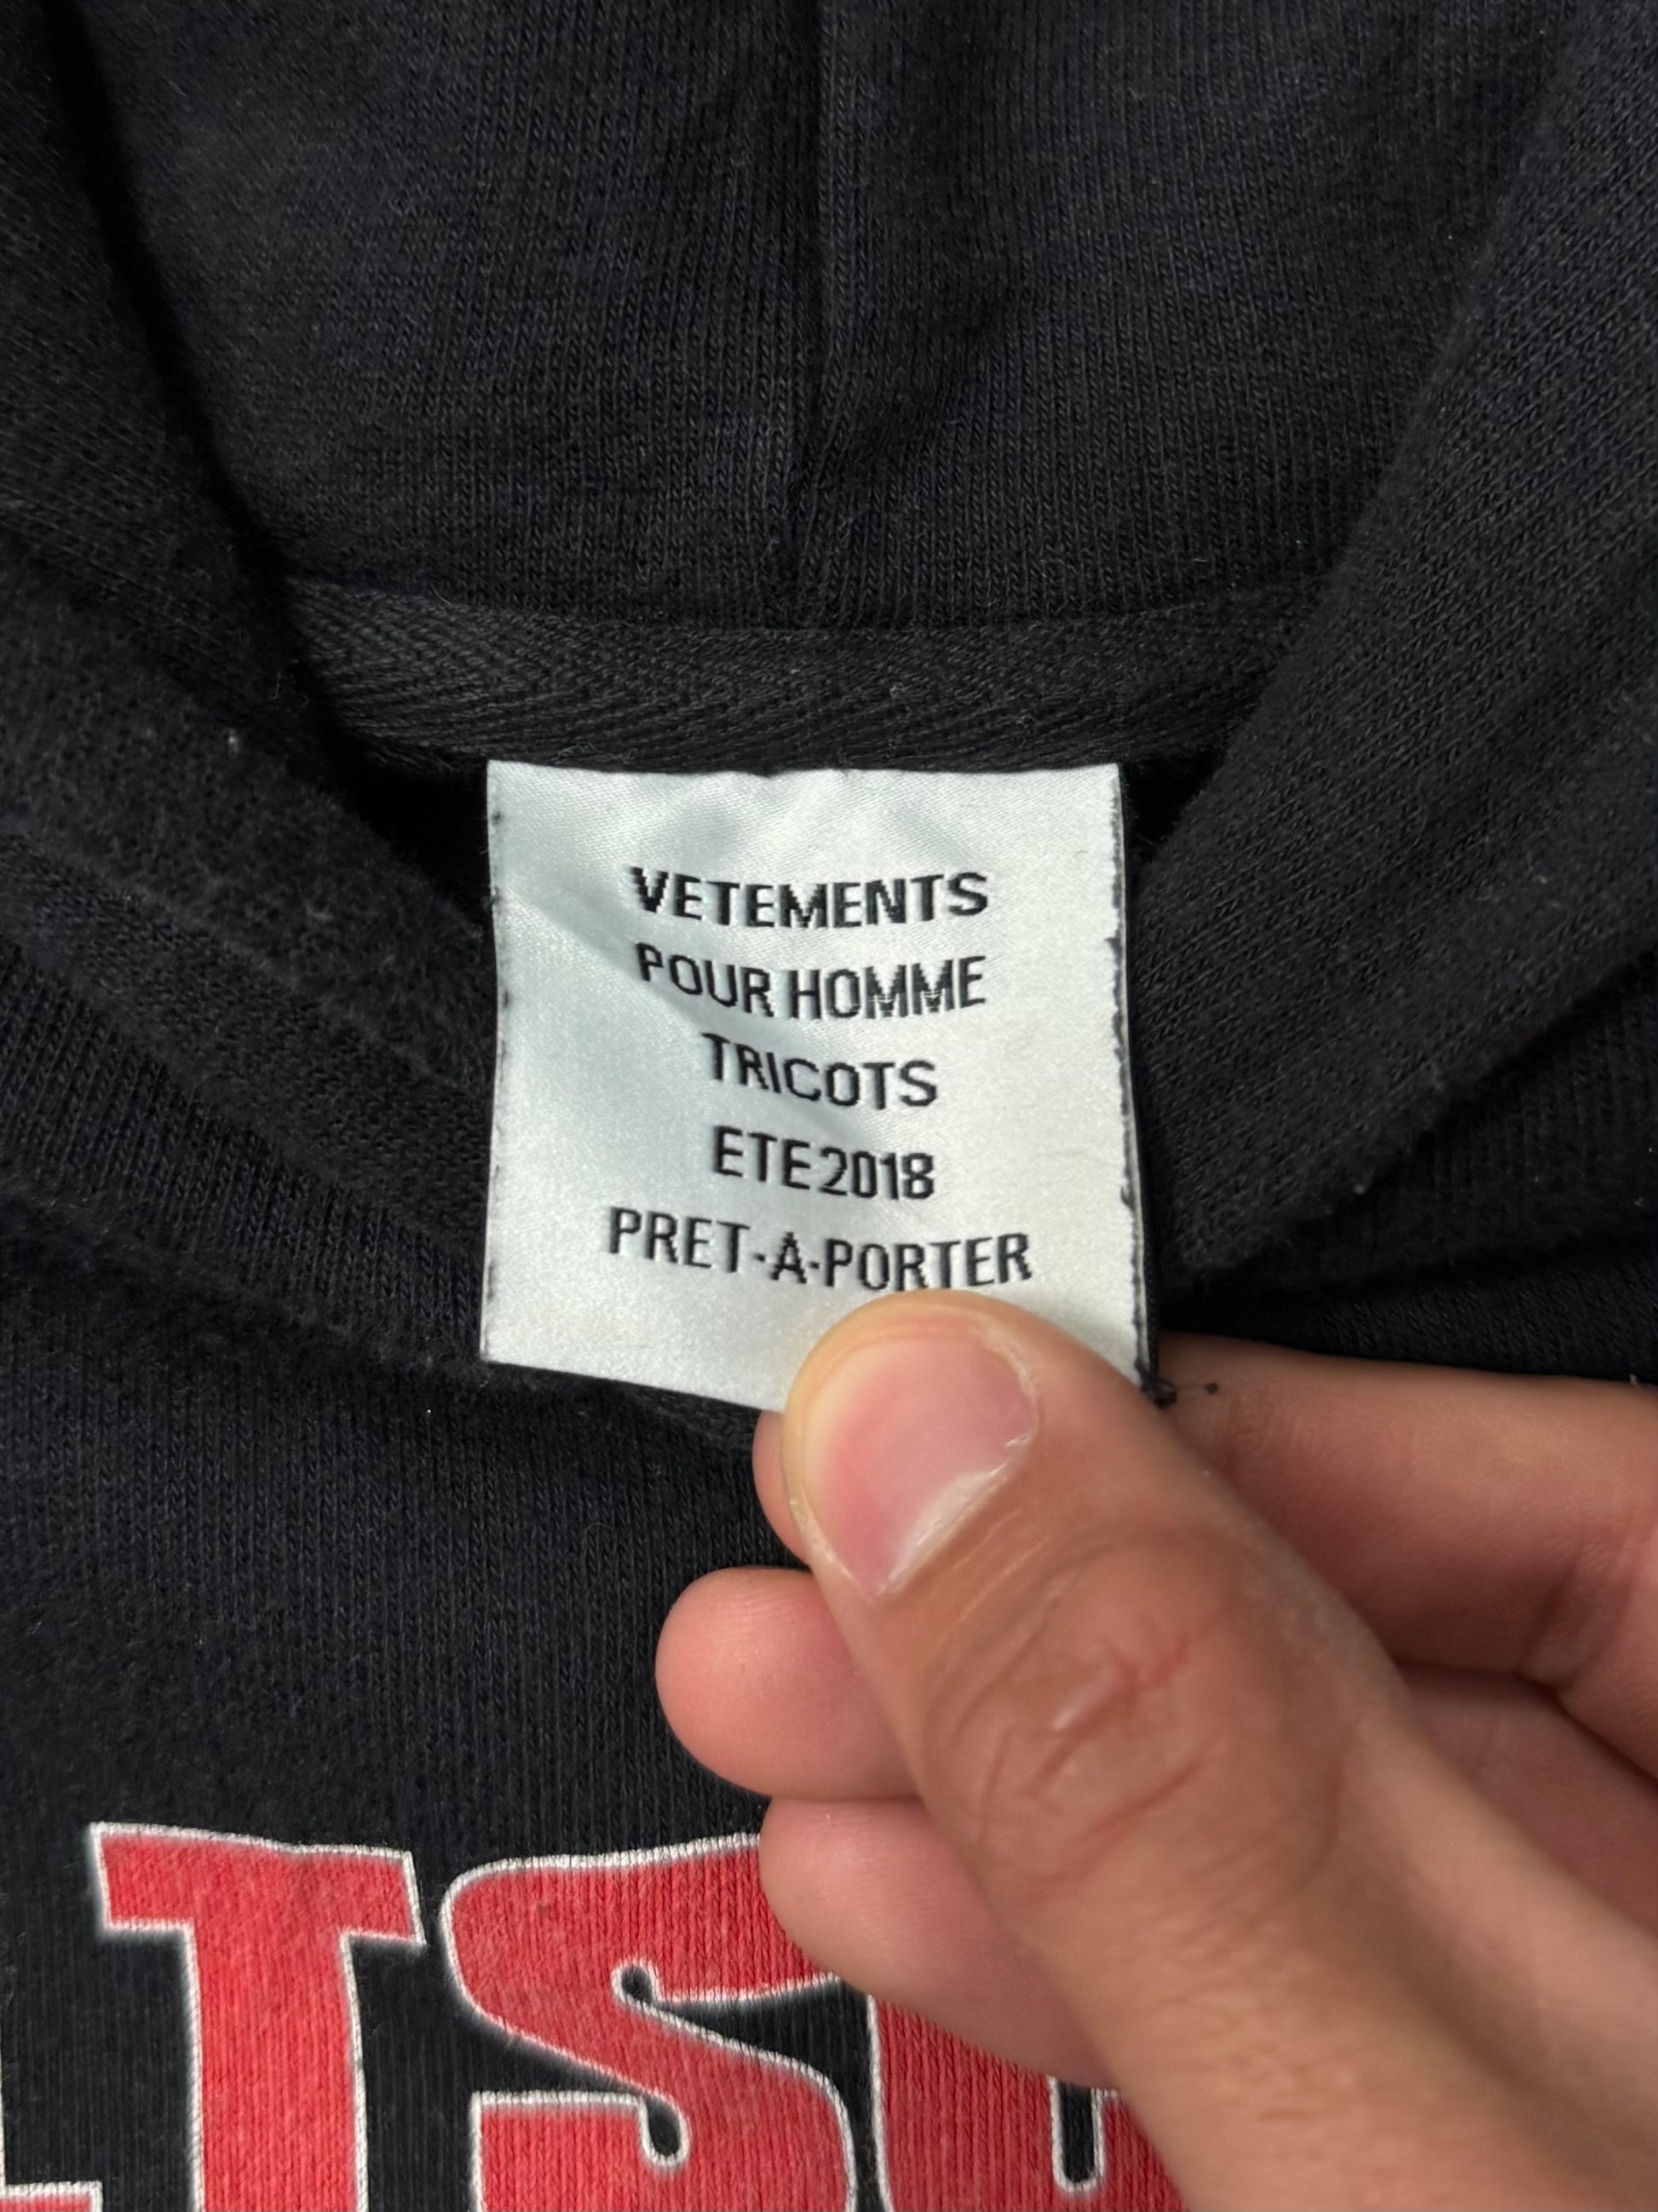 VETEMENTS
POUR HOMME
TRICOTS
ETE 2018
PRET-A-PORTER